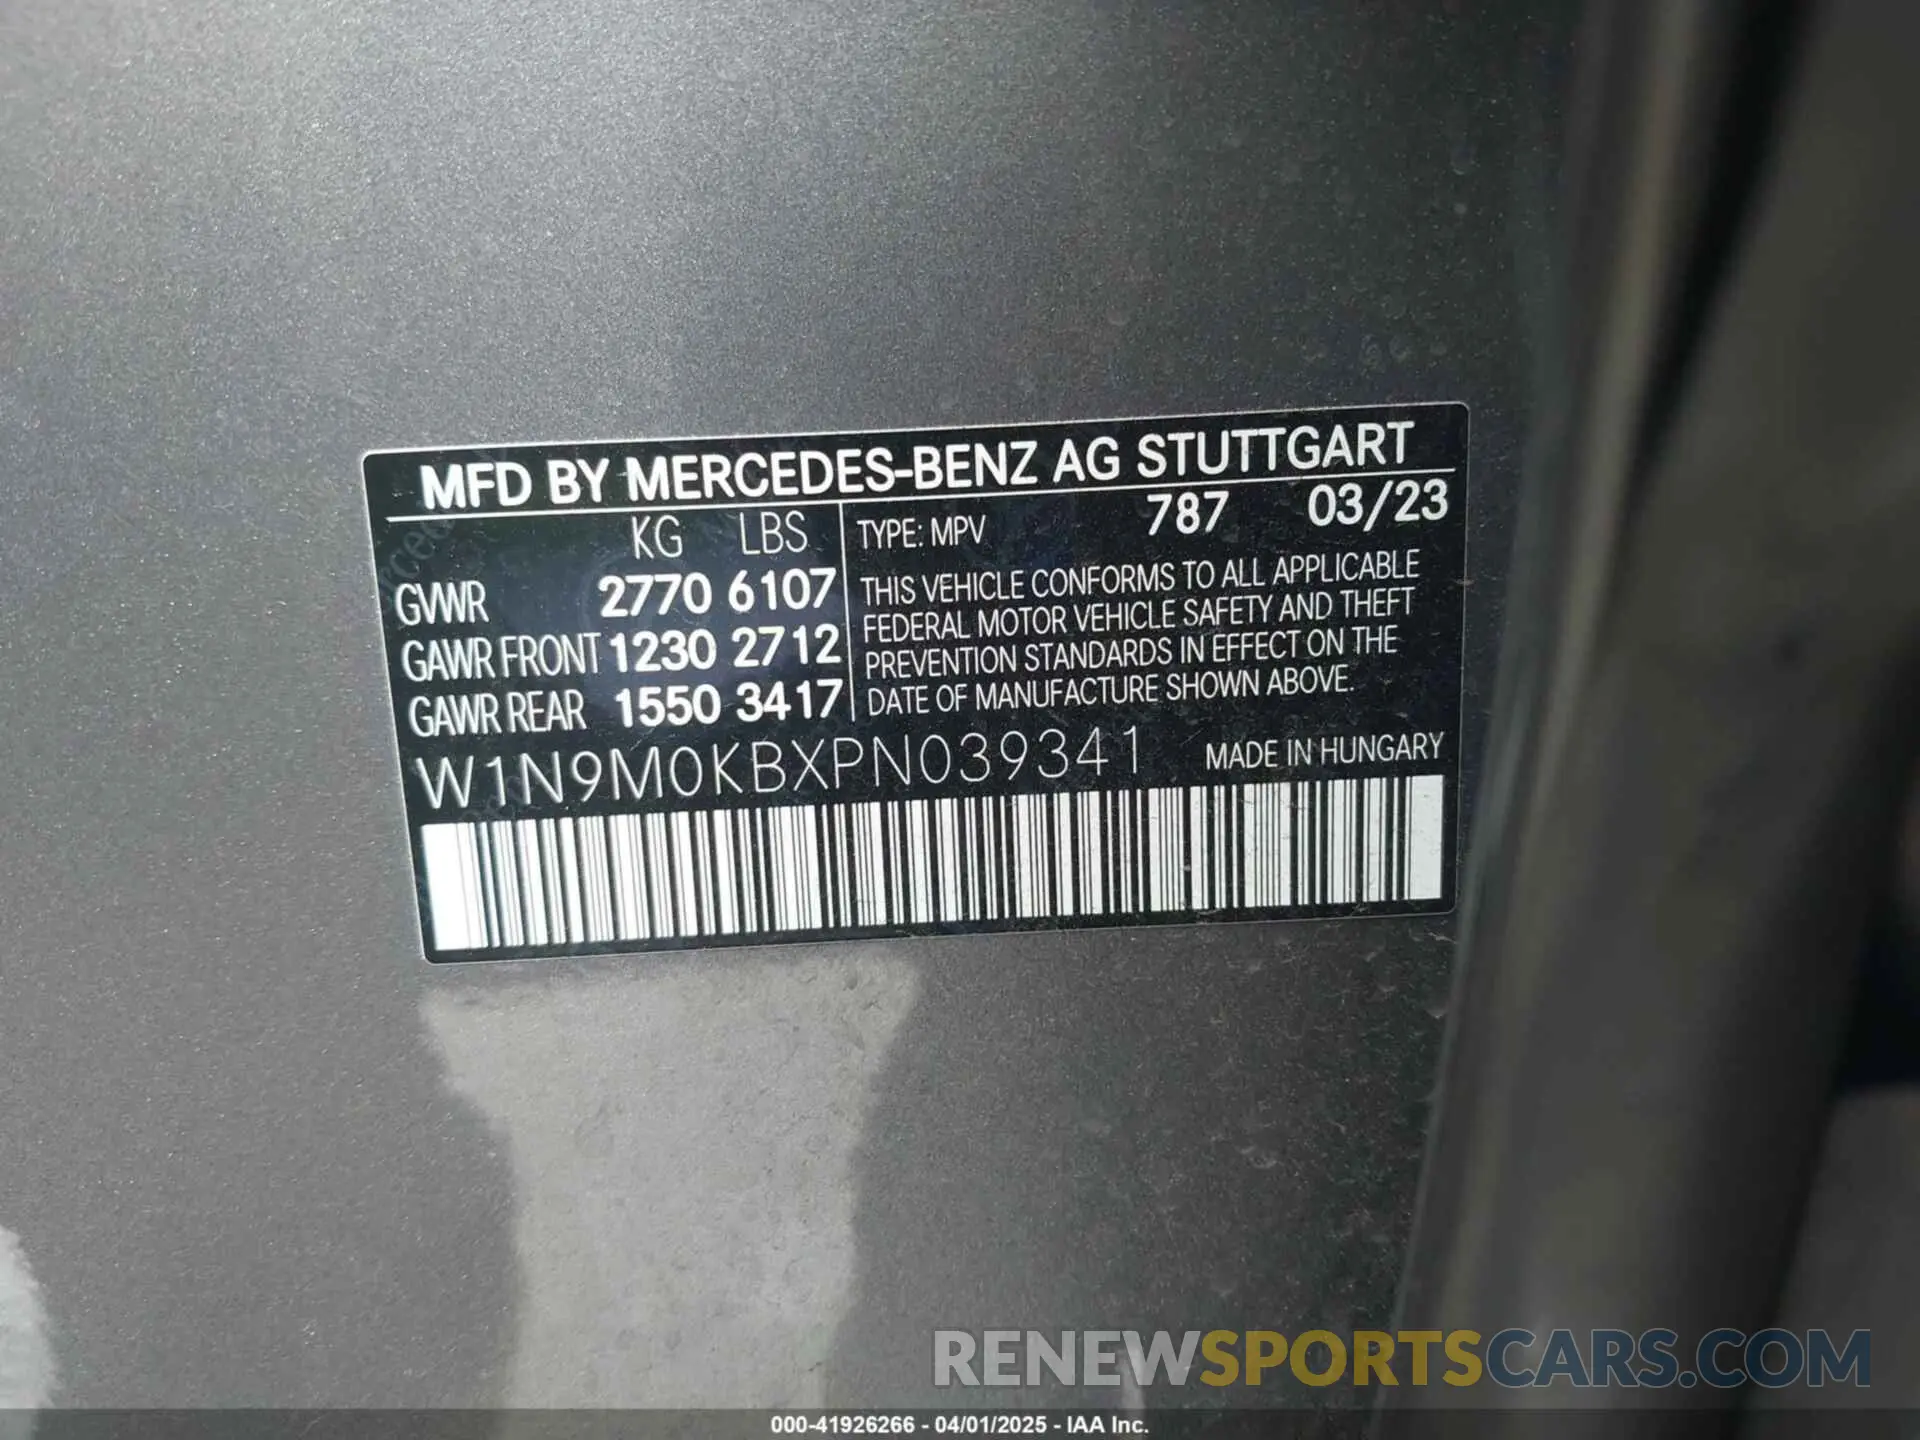 MFD BY MERCEDES-BENZ AG STUTTGART
KG LBS
GVWR 2770 6107
GAWR FRONT 1230 2712
GAWR REAR 1550 3417
TYPE: MPV 787 03/23
THIS VEHICLE CONFORMS TO ALL APPLICABLE
FEDERAL MOTOR VEHICLE SAFETY AND THEFT
PREVENTION STANDARDS IN EFFECT ON THE
DATE OF MANUFACTURE SHOWN ABOVE.
W1N9M0KBXPN039341 MADE IN HUNGARY
RENEWSPORTSCARS.COM
000-41926266 - 04/01/2025 - IAA Inc.